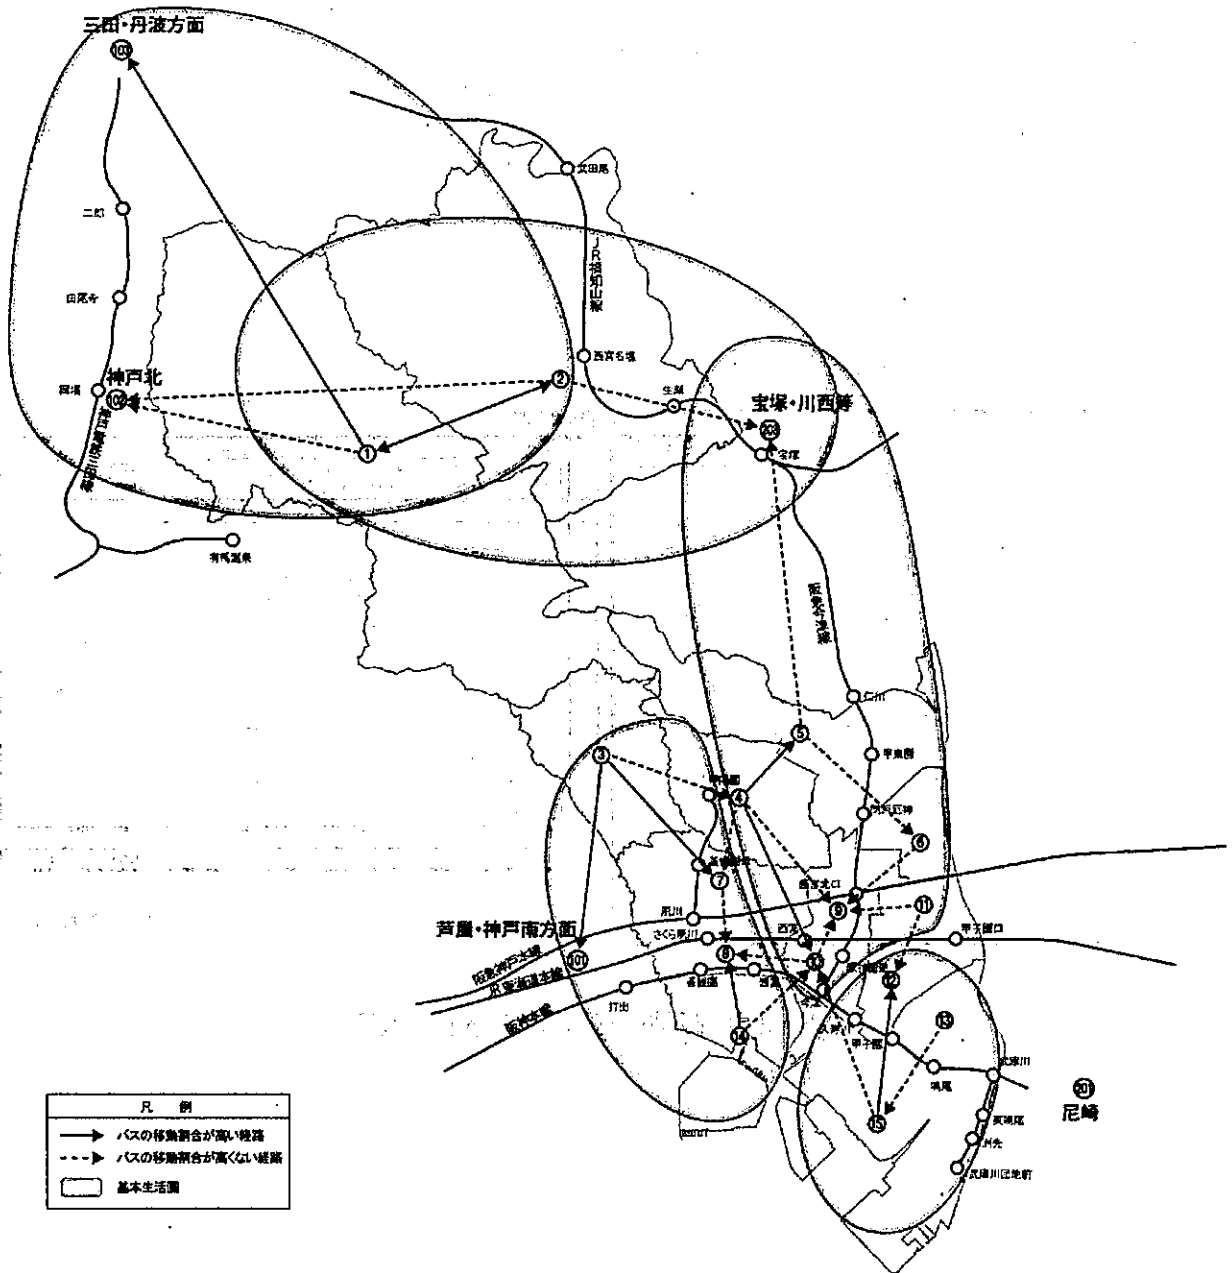 三田・丹波方面
103
武田尾
二郎
JR福知山線
田尾寺
西宮名塩
岡場
神戸北
102
2
生瀬
宝塚・川西等
203
宝塚
1
有馬温泉
阪急今津線
仁川
5
3
甲東園
4
門戸厄神
6
7
西宮北口
9
11
夙川
芦屋・神戸南方面
さくら夙川
西宮
甲子園口
101
阪急神戸本線
8
10
JR東海道本線
香櫨園
西宮
12
打出
阪神本線
13
14
甲子園
鳴尾
武庫川
201
尼崎
15
東鳴尾
洲先
武庫川団地前
凡 例
バスの移動割合が高い経路
バスの移動割合が高くない経路
基本生活圏